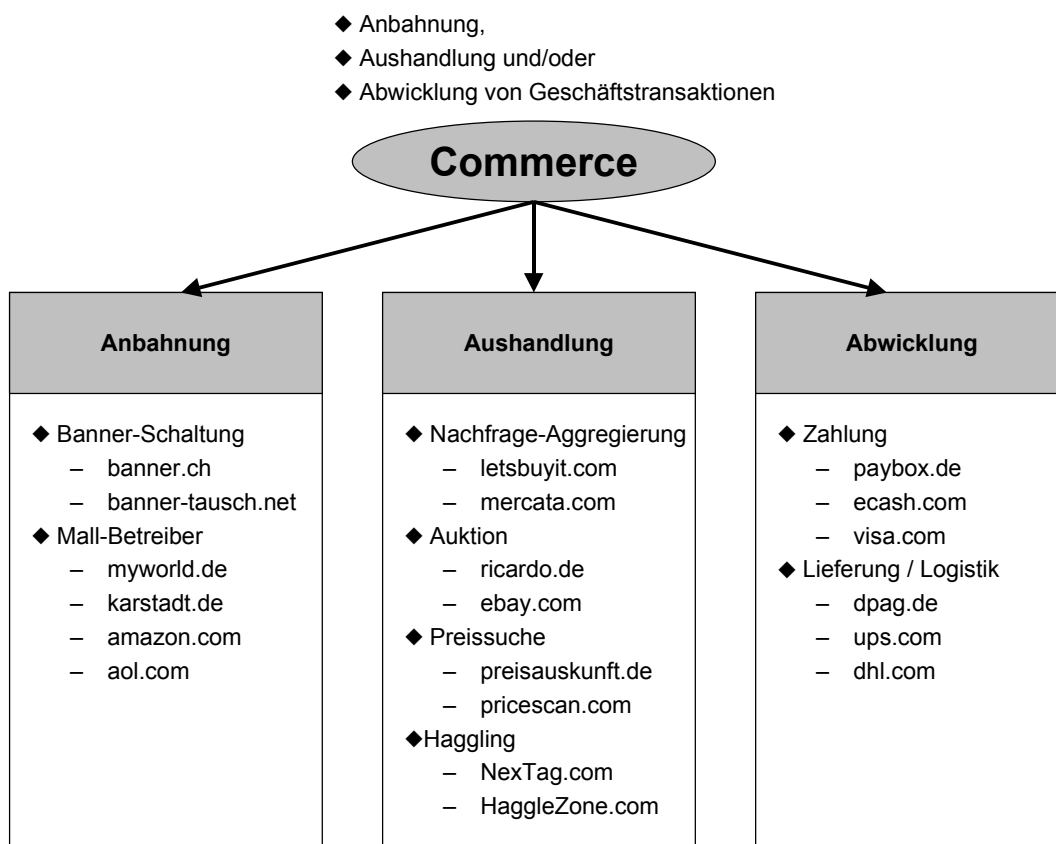 ◆ Anbahnung,
◆ Aushandlung und/oder
◆ Abwicklung von Geschäftstransaktionen
Commerce
Anbahnung
◆ Banner-Schaltung
– banner.ch
– banner-tausch.net
◆ Mall-Betreiber
– myworld.de
– karstadt.de
– amazon.com
– aol.com
Aushandlung
◆ Nachfrage-Aggregierung
– letsbuyit.com
– mercata.com
◆ Auktion
– ricardo.de
– ebay.com
◆ Preissuche
– preisauskunft.de
– pricescan.com
◆Haggling
– NexTag.com
– HaggleZone.com
Abwicklung
◆ Zahlung
– paybox.de
– ecash.com
– visa.com
◆ Lieferung / Logistik
– dpag.de
– ups.com
– dhl.com